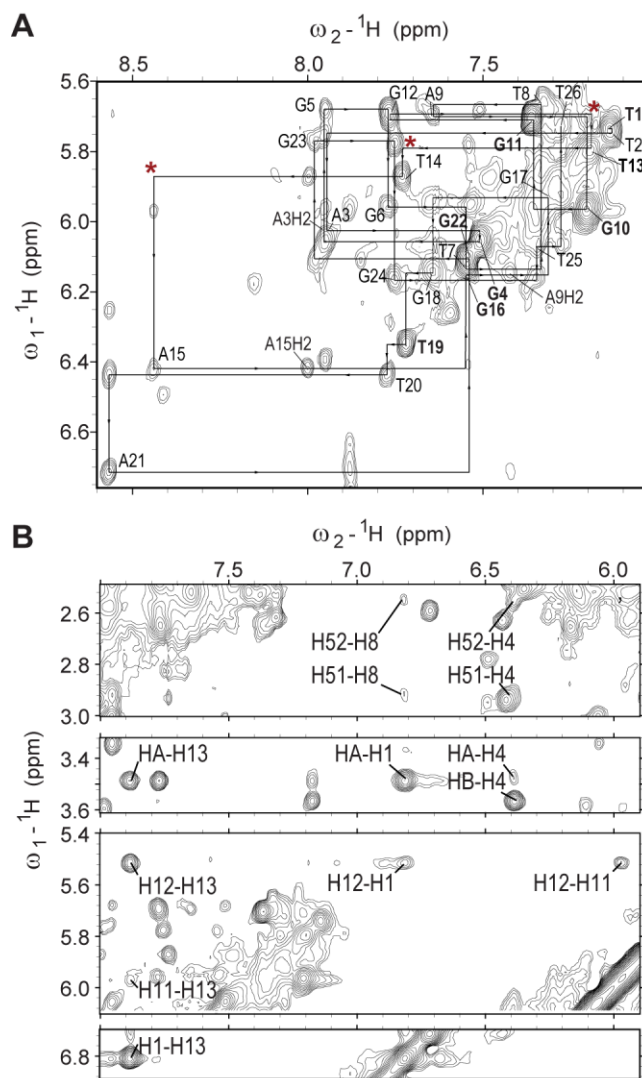 A
ω2 - 1H (ppm)
8.5 8.0 7.5
5.6
5.8
6.0
6.2
6.4
6.6
ω1 - 1H (ppm)
G5 G12 A9 T8 T26 *
G23 * G11 T1
T2
* T14 T13
G17
A3H2 A3 G6 G22 G10
T7 T25
G24 G18 G4 A9H2
G16
A15 A15H2 T19
T20
A21
B
ω2 - 1H (ppm)
7.5 7.0 6.5 6.0
2.6
2.8
3.0
H52-H8 H52-H4
H51-H8 H51-H4
3.4
3.6
HA-H13 HA-H1 HA-H4
HB-H4
ω1 - 1H (ppm)
5.4
5.6
5.8
6.0
H12-H13 H12-H1 H12-H11
H11-H13
6.8
H1-H13